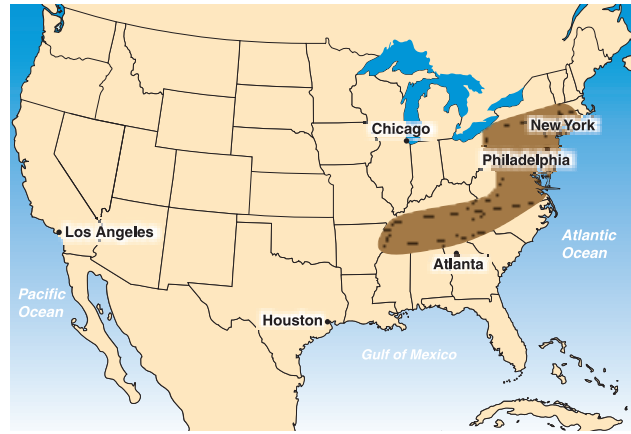 Chicago
New York
Philadelphia
Los Angeles
Atlantic
Ocean
Atlanta
Pacific
Ocean
Houston
Gulf of Mexico